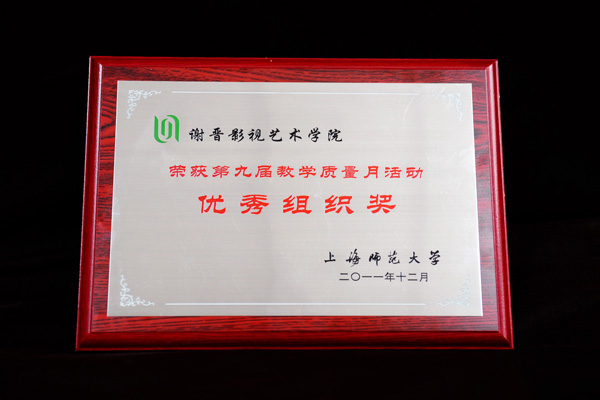 谢晋影视艺术学院
荣获第九届教学质量月活动
优秀组织奖
上海师范大学
二〇一一年十二月